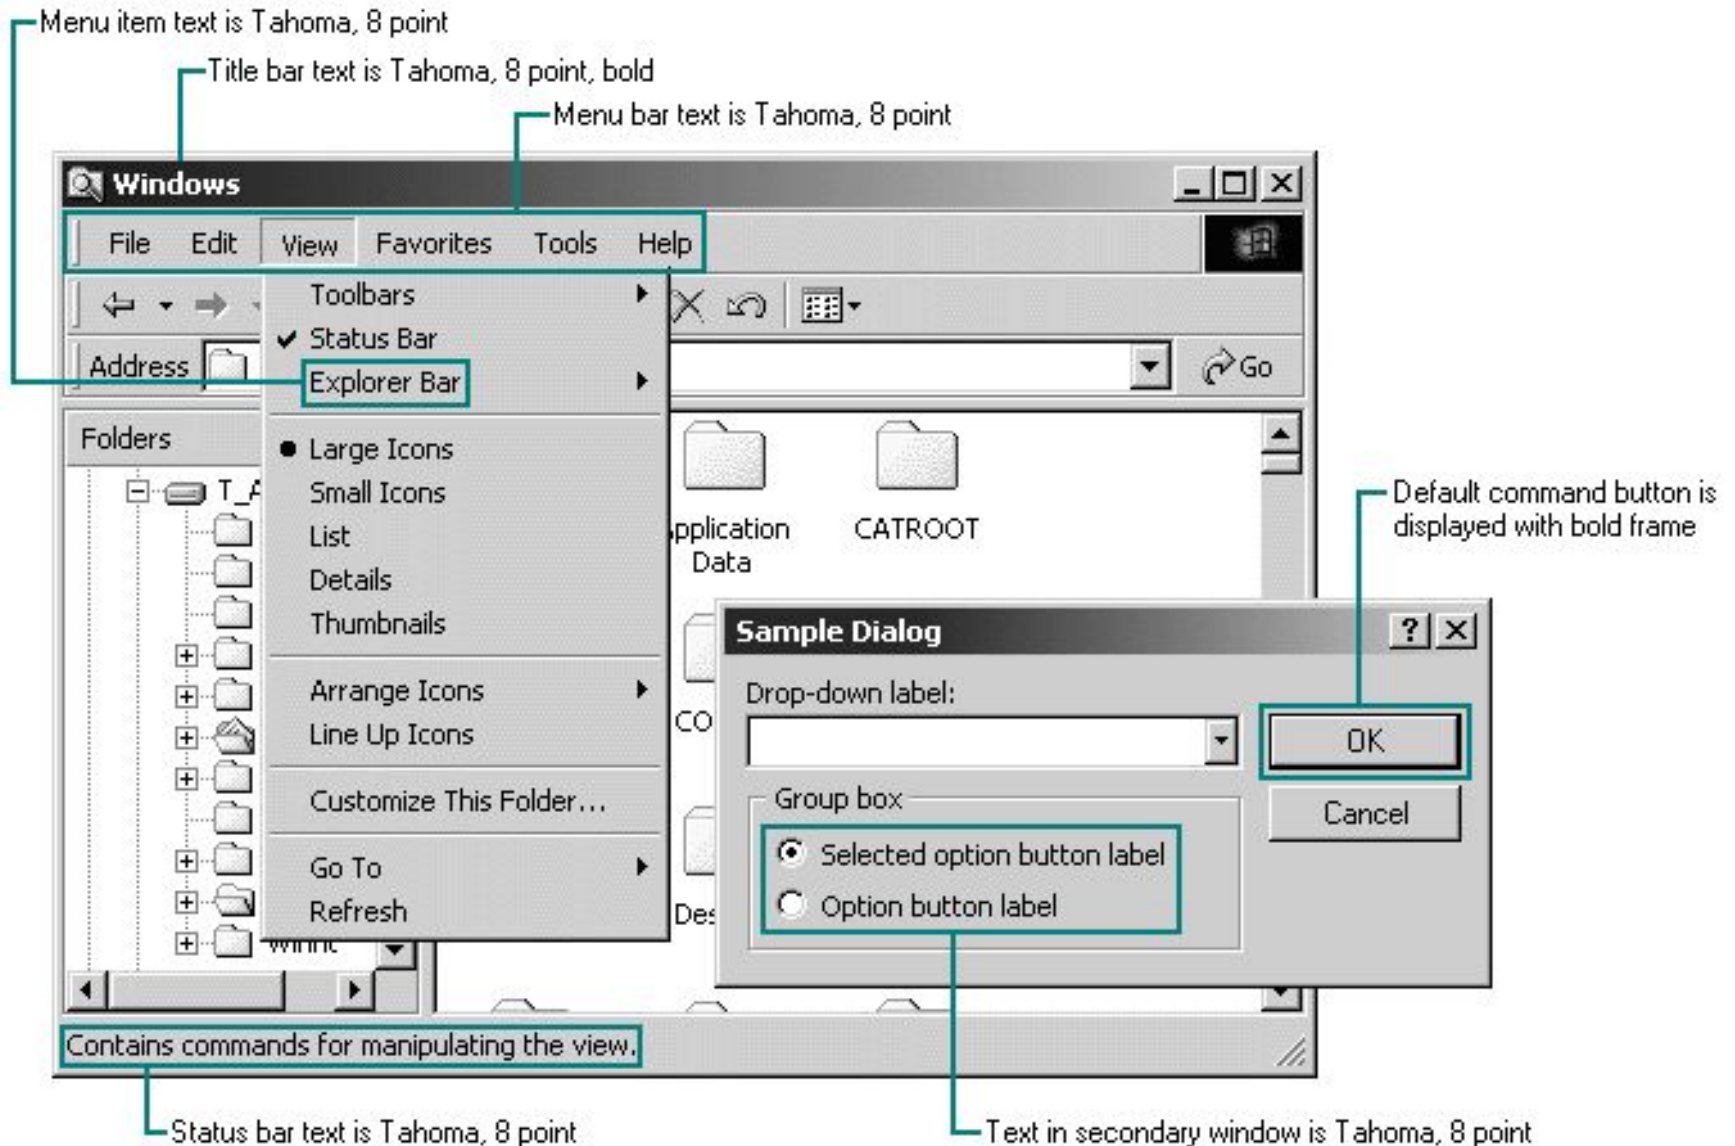 Menu item text is Tahoma, 8 point
Title bar text is Tahoma, 8 point, bold
Menu bar text is Tahoma, 8 point
Windows
File Edit View Favorites Tools Help
Toolbars
Status Bar
Address
Explorer Bar
Go
Folders
Large Icons
Small Icons
List
Details
Thumbnails
Arrange Icons
Line Up Icons
Customize This Folder...
Go To
Refresh
T_A
Winnt
pplication
Data
CATROOT
CO
Des
Default command button is
displayed with bold frame
Sample Dialog
Drop-down label:
OK
Cancel
Group box
Selected option button label
Option button label
Contains commands for manipulating the view.
Status bar text is Tahoma, 8 point
Text in secondary window is Tahoma, 8 point